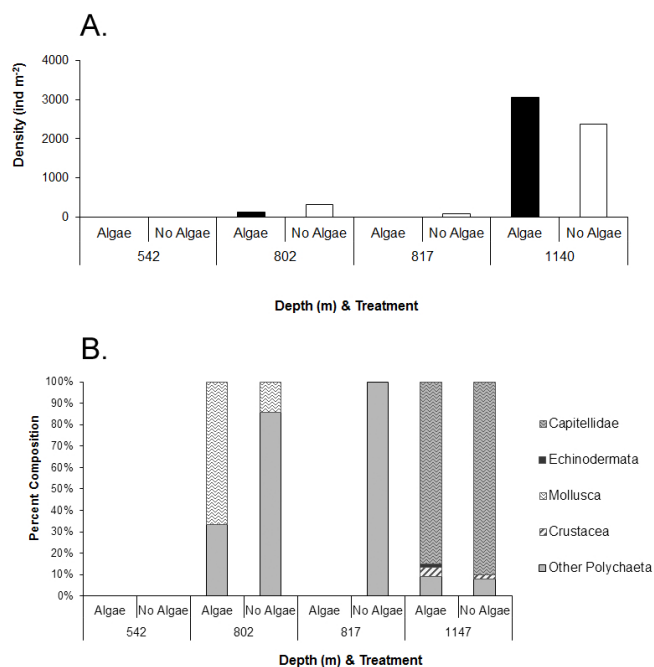 A.
Density (ind m-2)
4000
3000
2000
1000
0
Algae No Algae Algae No Algae Algae No Algae Algae No Algae
542 802 817 1140
Depth (m) & Treatment
B.
Percent Composition
100%
90%
80%
70%
60%
50%
40%
30%
20%
10%
0%
Capitellidae
Echinodermata
Mollusca
Crustacea
Other Polychaeta
Algae No Algae Algae No Algae Algae No Algae Algae No Algae
542 802 817 1147
Depth (m) & Treatment